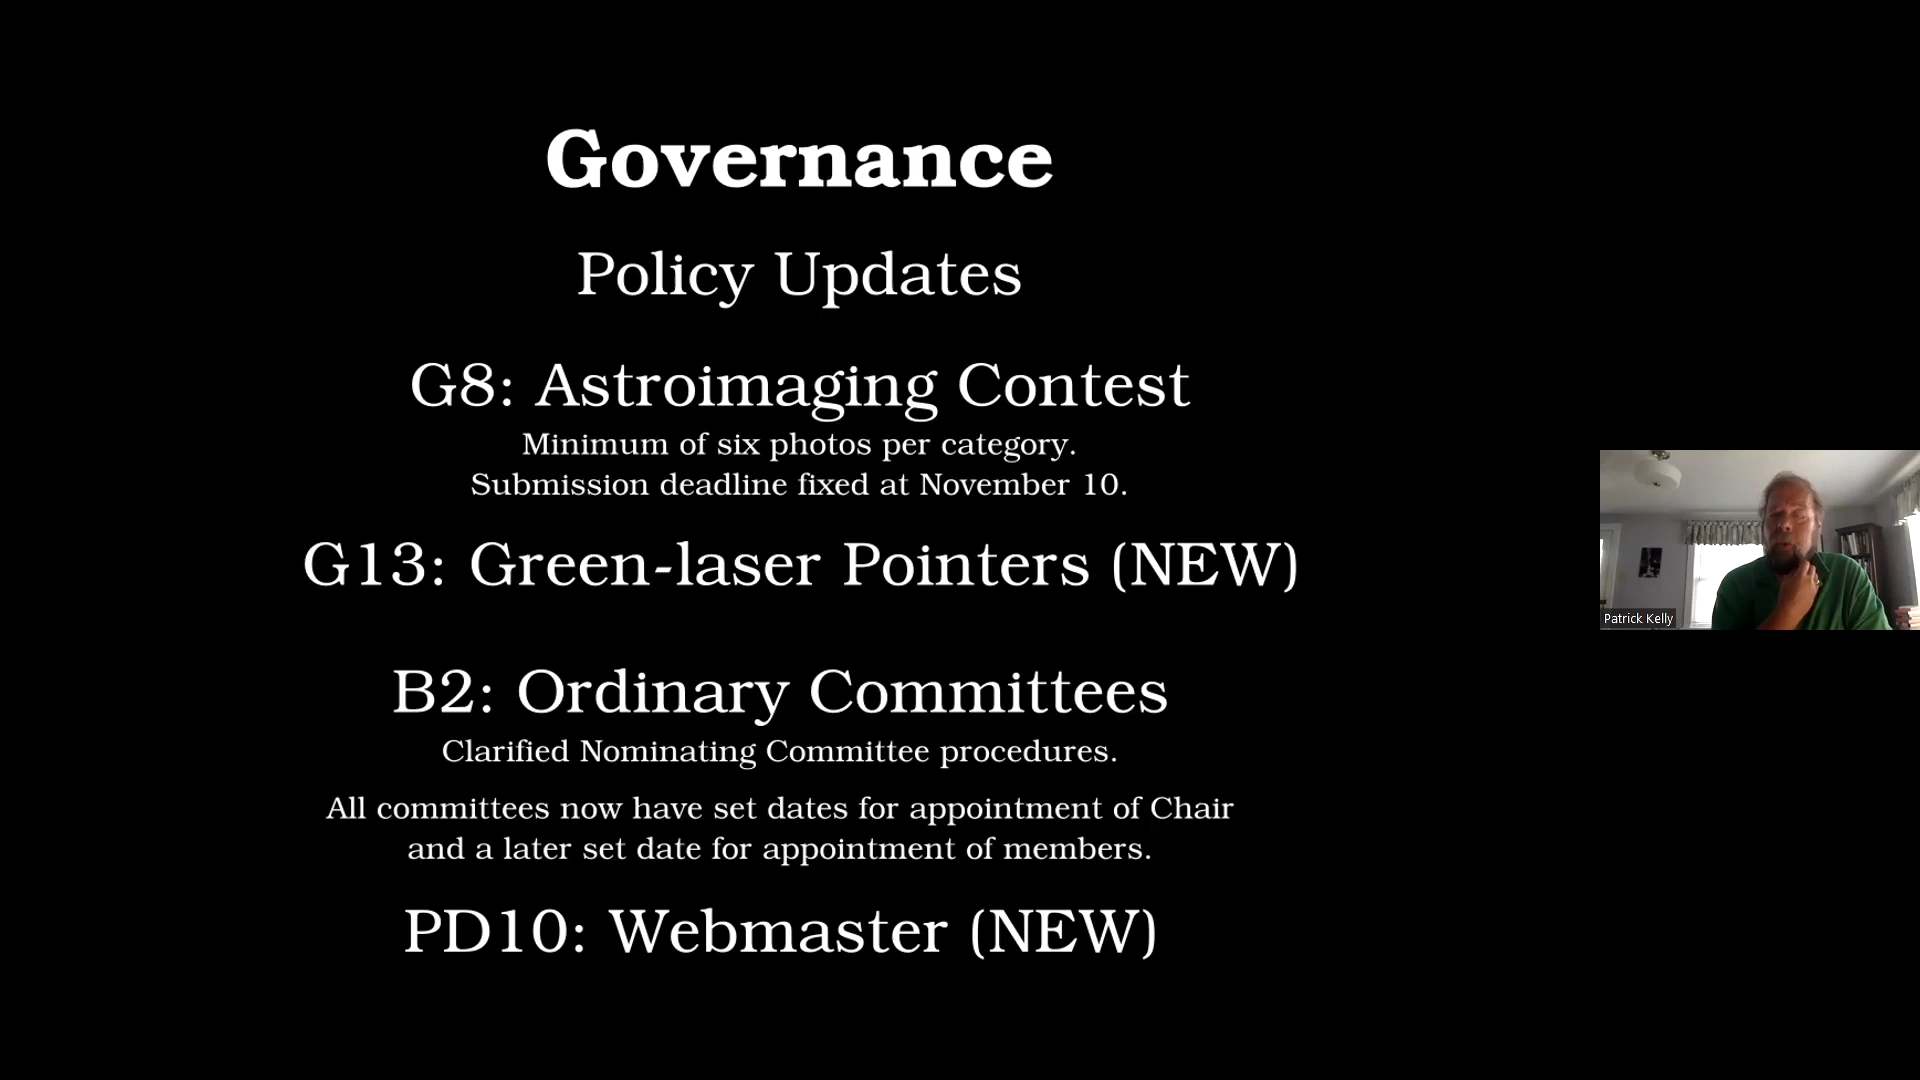 Governance
Policy Updates
G8: Astroimaging Contest
Minimum of six photos per category.
Submission deadline fixed at November 10.
G13: Green-laser Pointers (NEW)
B2: Ordinary Committees
Clarified Nominating Committee procedures.
All committees now have set dates for appointment of Chair
and a later set date for appointment of members.
PD10: Webmaster (NEW)
Patrick Kelly